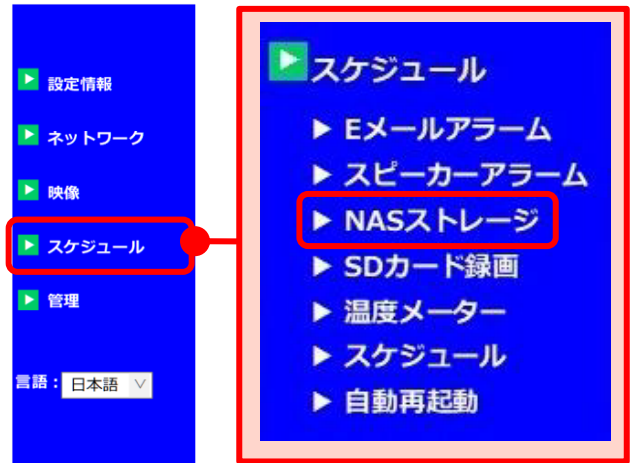 設定情報
ネットワーク
映像
スケジュール
管理
言語：日本語
スケジュール
Eメールアラーム
スピーカーアラーム
NASストレージ
SDカード録画
温度メーター
スケジュール
自動再起動